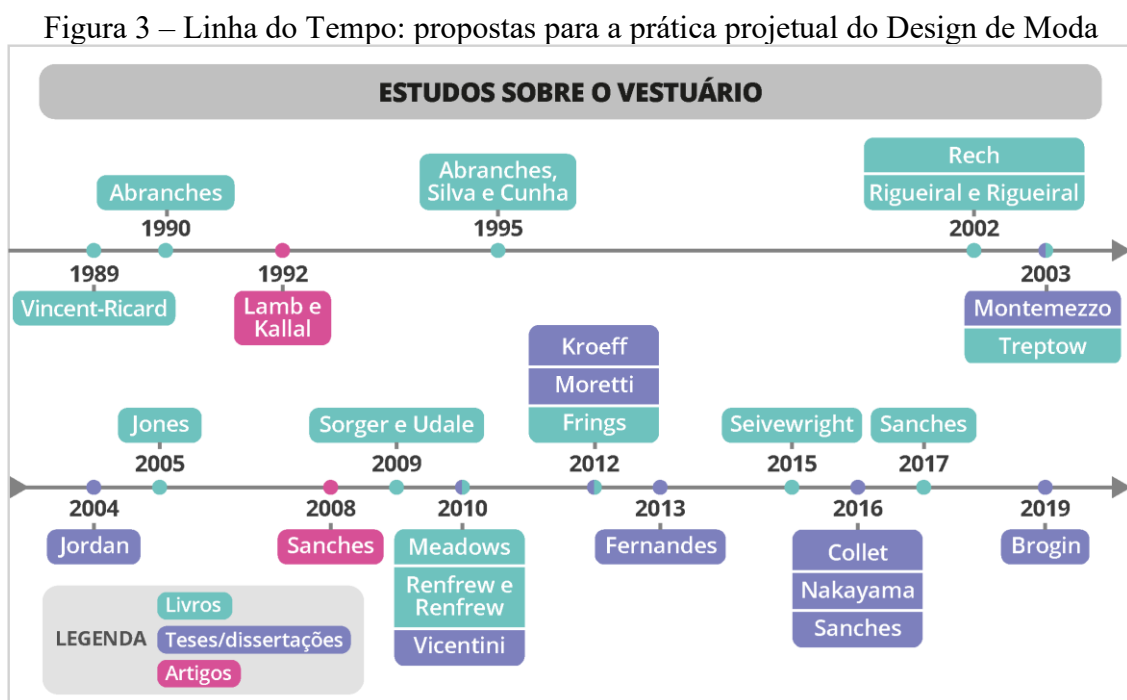 Figura 3 – Linha do Tempo: propostas para a prática projetual do Design de Moda
ESTUDOS SOBRE O VESTUÁRIO
Abranches
1990
Abranches,
Silva e Cunha
1995
Rech
Rigueiral e Rigueiral
2002
1989
Vincent-Ricard
1992
Lamb e
Kallal
2003
Montemezzo
Treptow
Jones
2005
Sorger e Udale
2009
Kroeff
Moretti
Frings
2012
Seivewright
2015
Sanches
2017
2004
Jordan
2008
Sanches
2010
Meadows
Renfrew e
Renfrew
Vicentini
2013
Fernandes
2016
Collet
Nakayama
Sanches
2019
Brogin
LEGENDA
Livros
Teses/dissertações
Artigos